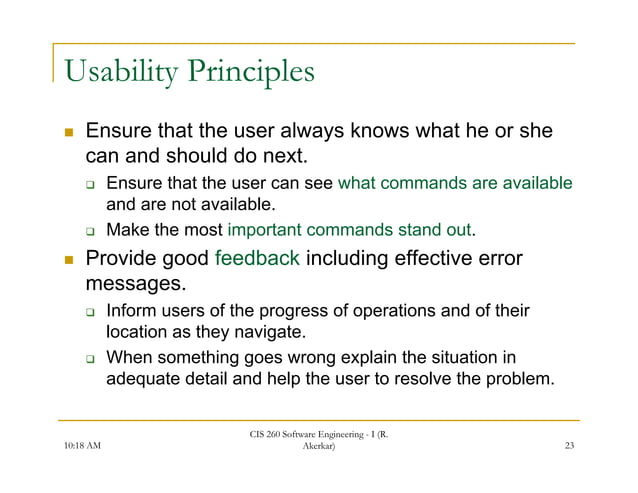 Usability Principles
Ensure that the user always knows what he or she
can and should do next.
Ensure that the user can see what commands are available
and are not available.
Make the most important commands stand out.
Provide good feedback including effective error
messages.
Inform users of the progress of operations and of their
location as they navigate.
When something goes wrong explain the situation in
adequate detail and help the user to resolve the problem.
10:18 AM
CIS 260 Software Engineering - I (R.
Akerkar)
23